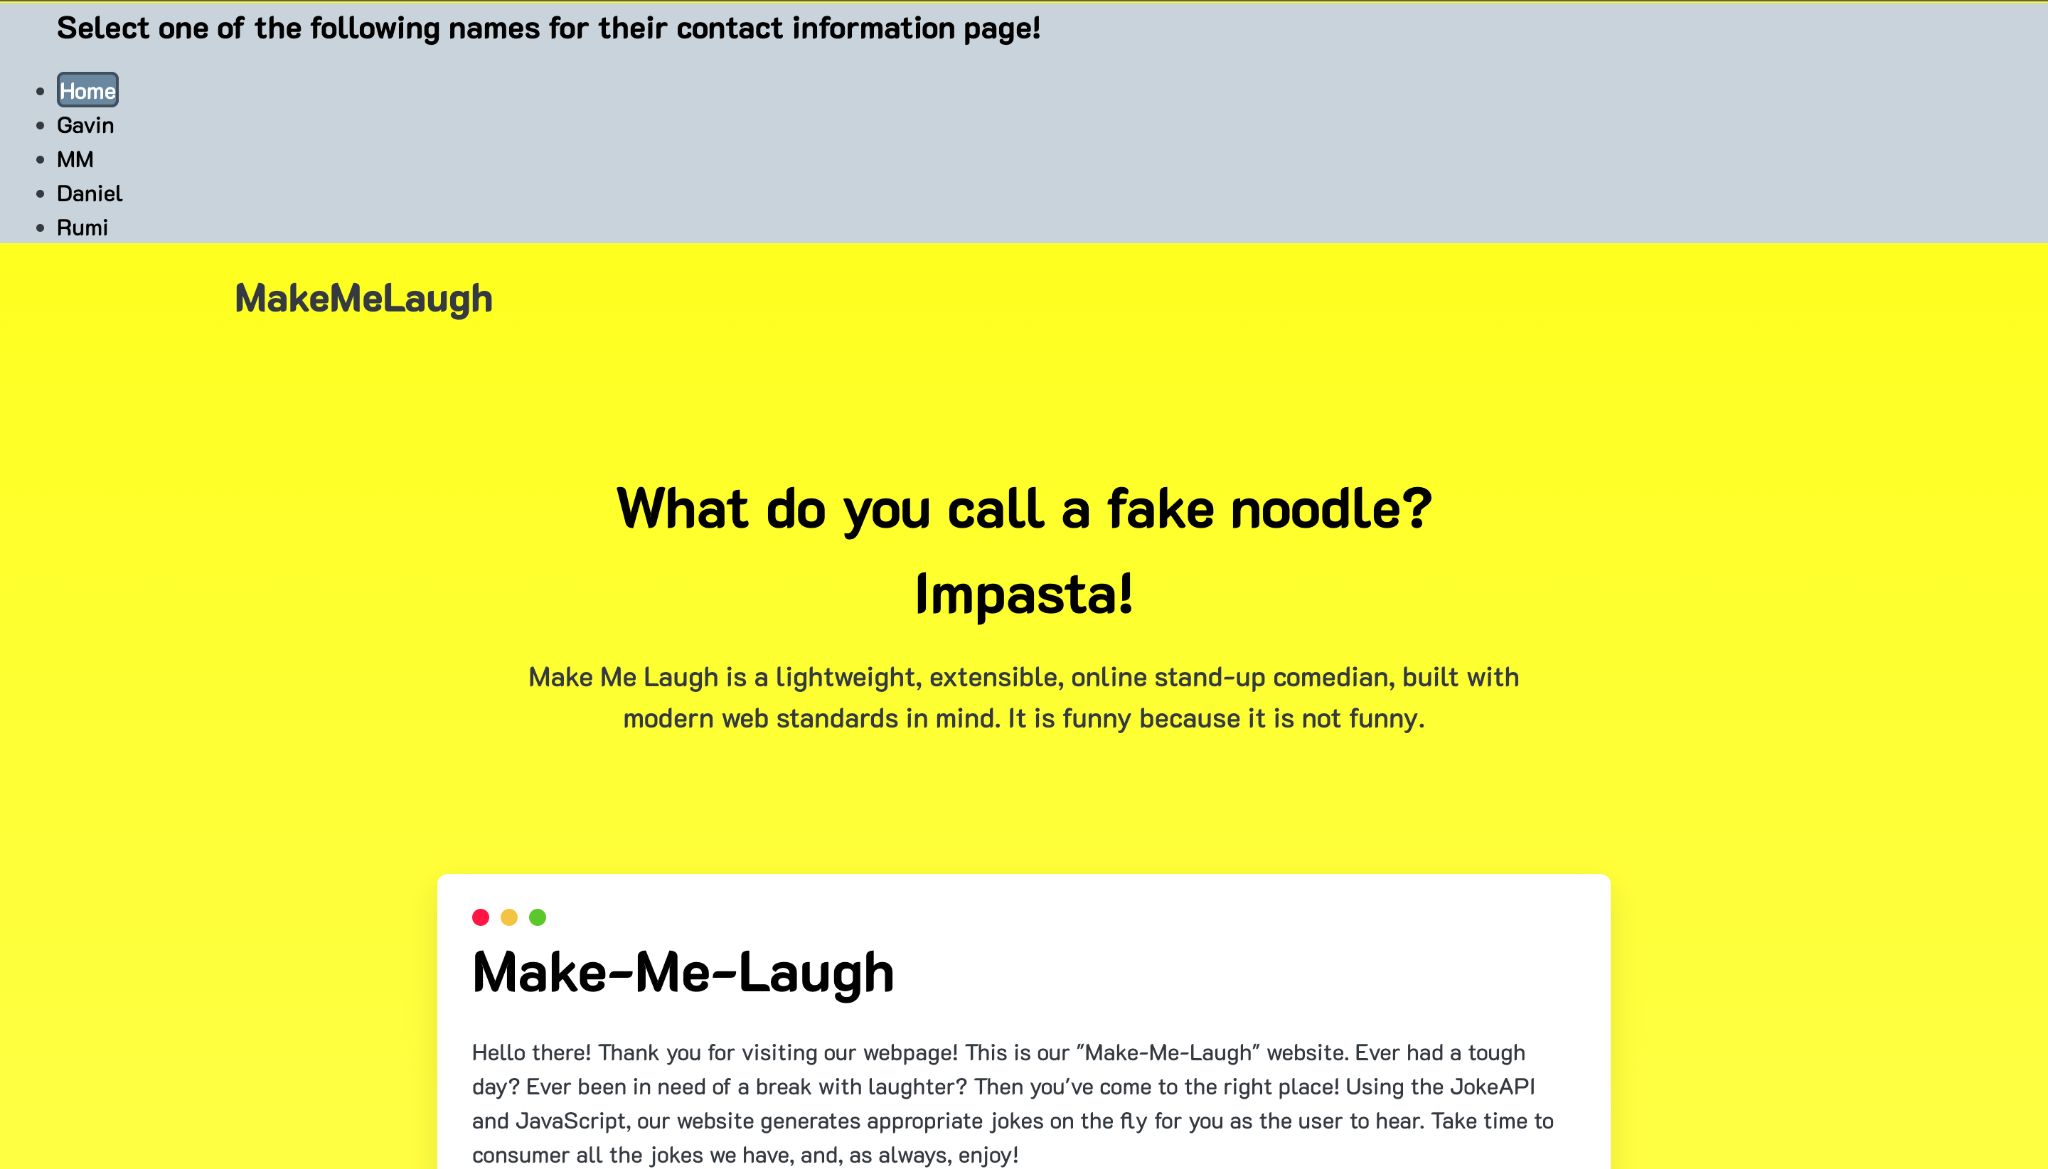 Select one of the following names for their contact information page!
Home
Gavin
MM
Daniel
Rumi
MakeMeLaugh
What do you call a fake noodle?
Impasta!
Make Me Laugh is a lightweight, extensible, online stand-up comedian, built with
modern web standards in mind. It is funny because it is not funny.
Make-Me-Laugh
Hello there! Thank you for visiting our webpage! This is our "Make-Me-Laugh" website. Ever had a tough
day? Ever been in need of a break with laughter? Then you've come to the right place! Using the JokeAPI
and JavaScript, our website generates appropriate jokes on the fly for you as the user to hear. Take time to
consumer all the jokes we have, and, as always, enjoy!